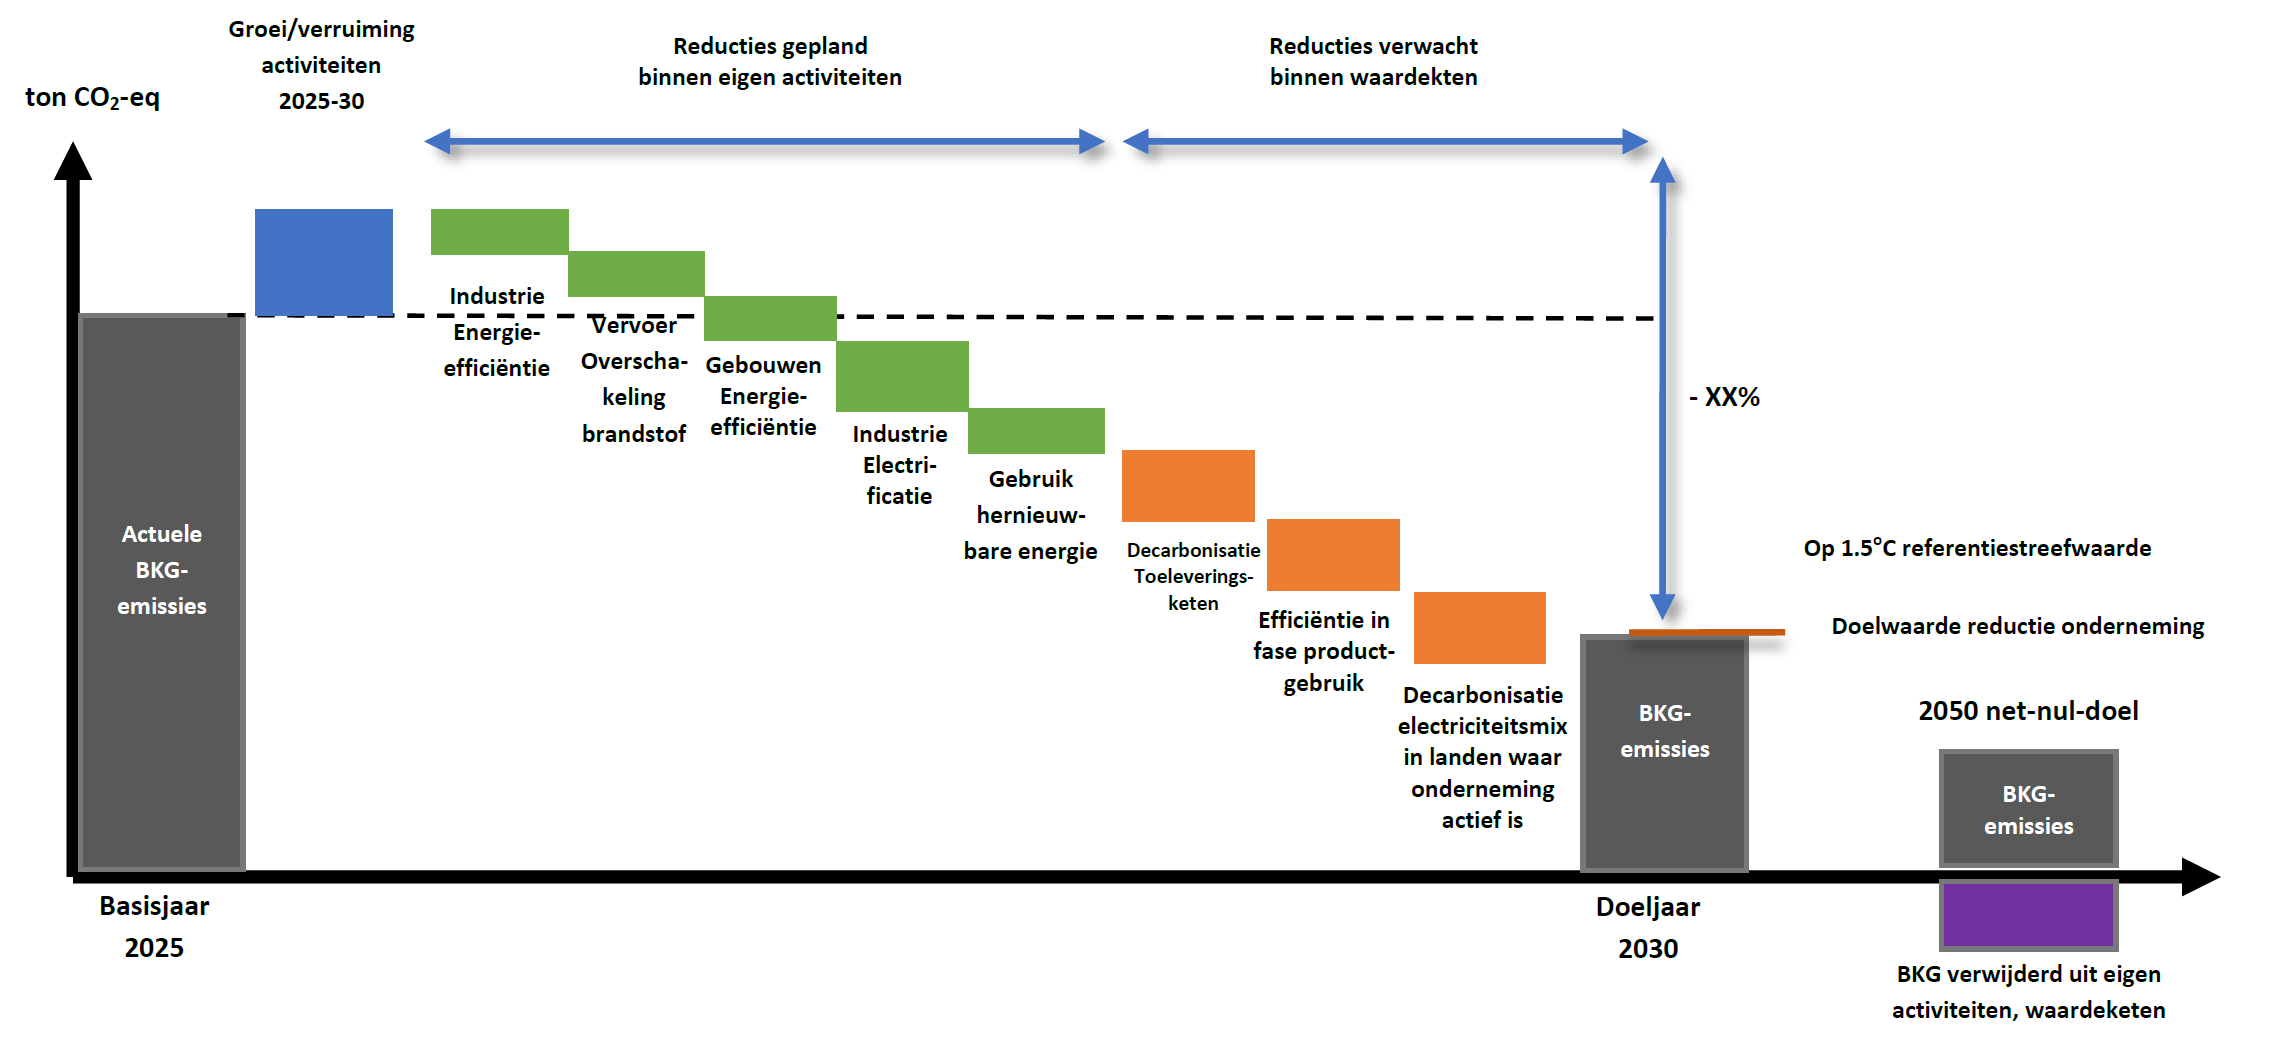 Groei/verruiming
activiteiten
2025-30
Reducties gepland
binnen eigen activiteiten
Reducties verwacht
binnen waardekten
ton CO₂-eq
Industrie
Energie-
efficiëntie
Vervoer
Overscha-
keling
brandstof
Gebouwen
Energie-
efficiëntie
Industrie
Electri-
ficatie
Gebruik
hernieuw-
bare energie
Decarbonisatie
Toeleverings-
keten
Efficiëntie in
fase product-
gebruik
Decarbonisatie
electriciteitsmix
in landen waar
onderneming
actief is
- XX%
Op 1.5°C referentiestreefwaarde
Doelwaarde reductie onderneming
Actuele
BKG-
emissies
BKG-
emissies
2050 net-nul-doel
BKG-
emissies
Basisjaar
2025
Doeljaar
2030
BKG verwijderd uit eigen
activiteiten, waardeketen